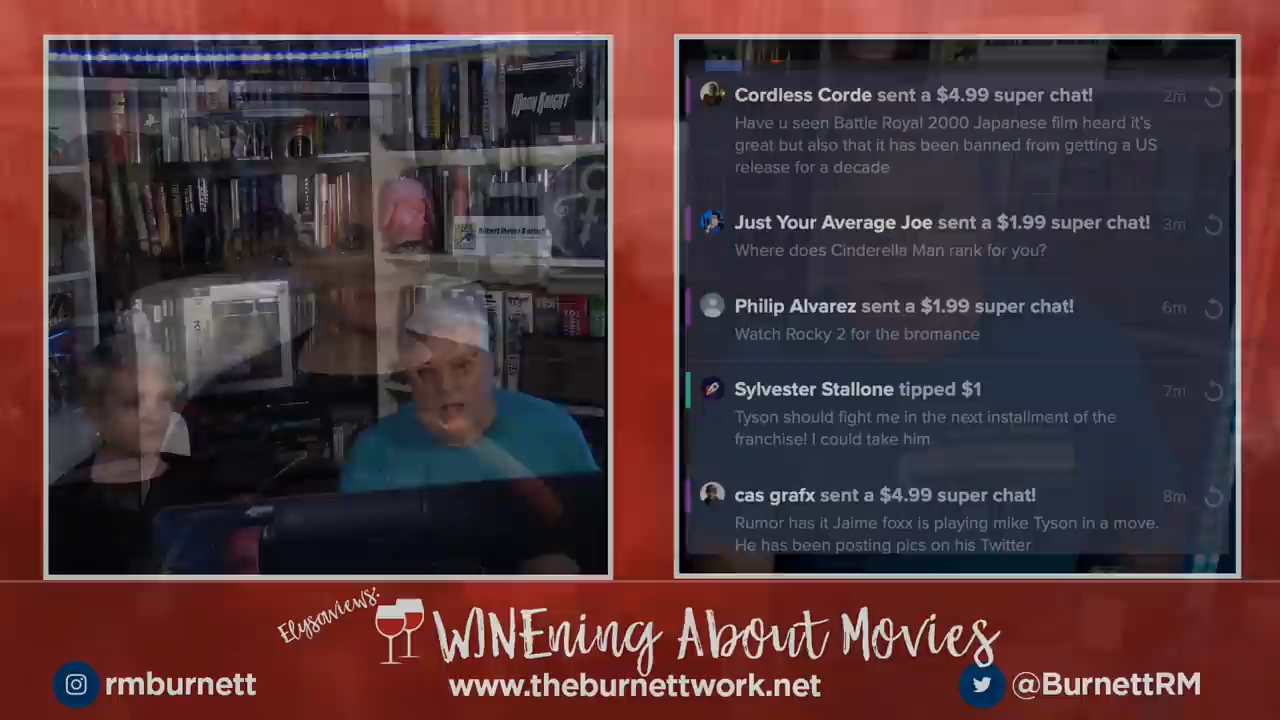 MOON KNIGHT
Robert Meyer Burnett
Cordless Corde sent a $4.99 super chat!
2m
Have u seen Battle Royal 2000 Japanese film heard it's
great but also that it has been banned from getting a US
release for a decade
Just Your Average Joe sent a $1.99 super chat!
3m
Where does Cinderella Man rank for you?
Philip Alvarez sent a $1.99 super chat!
6m
Watch Rocky 2 for the bromance
Sylvester Stallone tipped $1
7m
Tyson should fight me in the next installment of the
franchise! I could take him
cas grafx sent a $4.99 super chat!
8m
Rumor has it Jaime foxx is playing mike Tyson in a move.
He has been posting pics on his Twitter
Elysaviews:
WINEning About Movies
rmburnett
www.theburnettwork.net
@BurnettRM